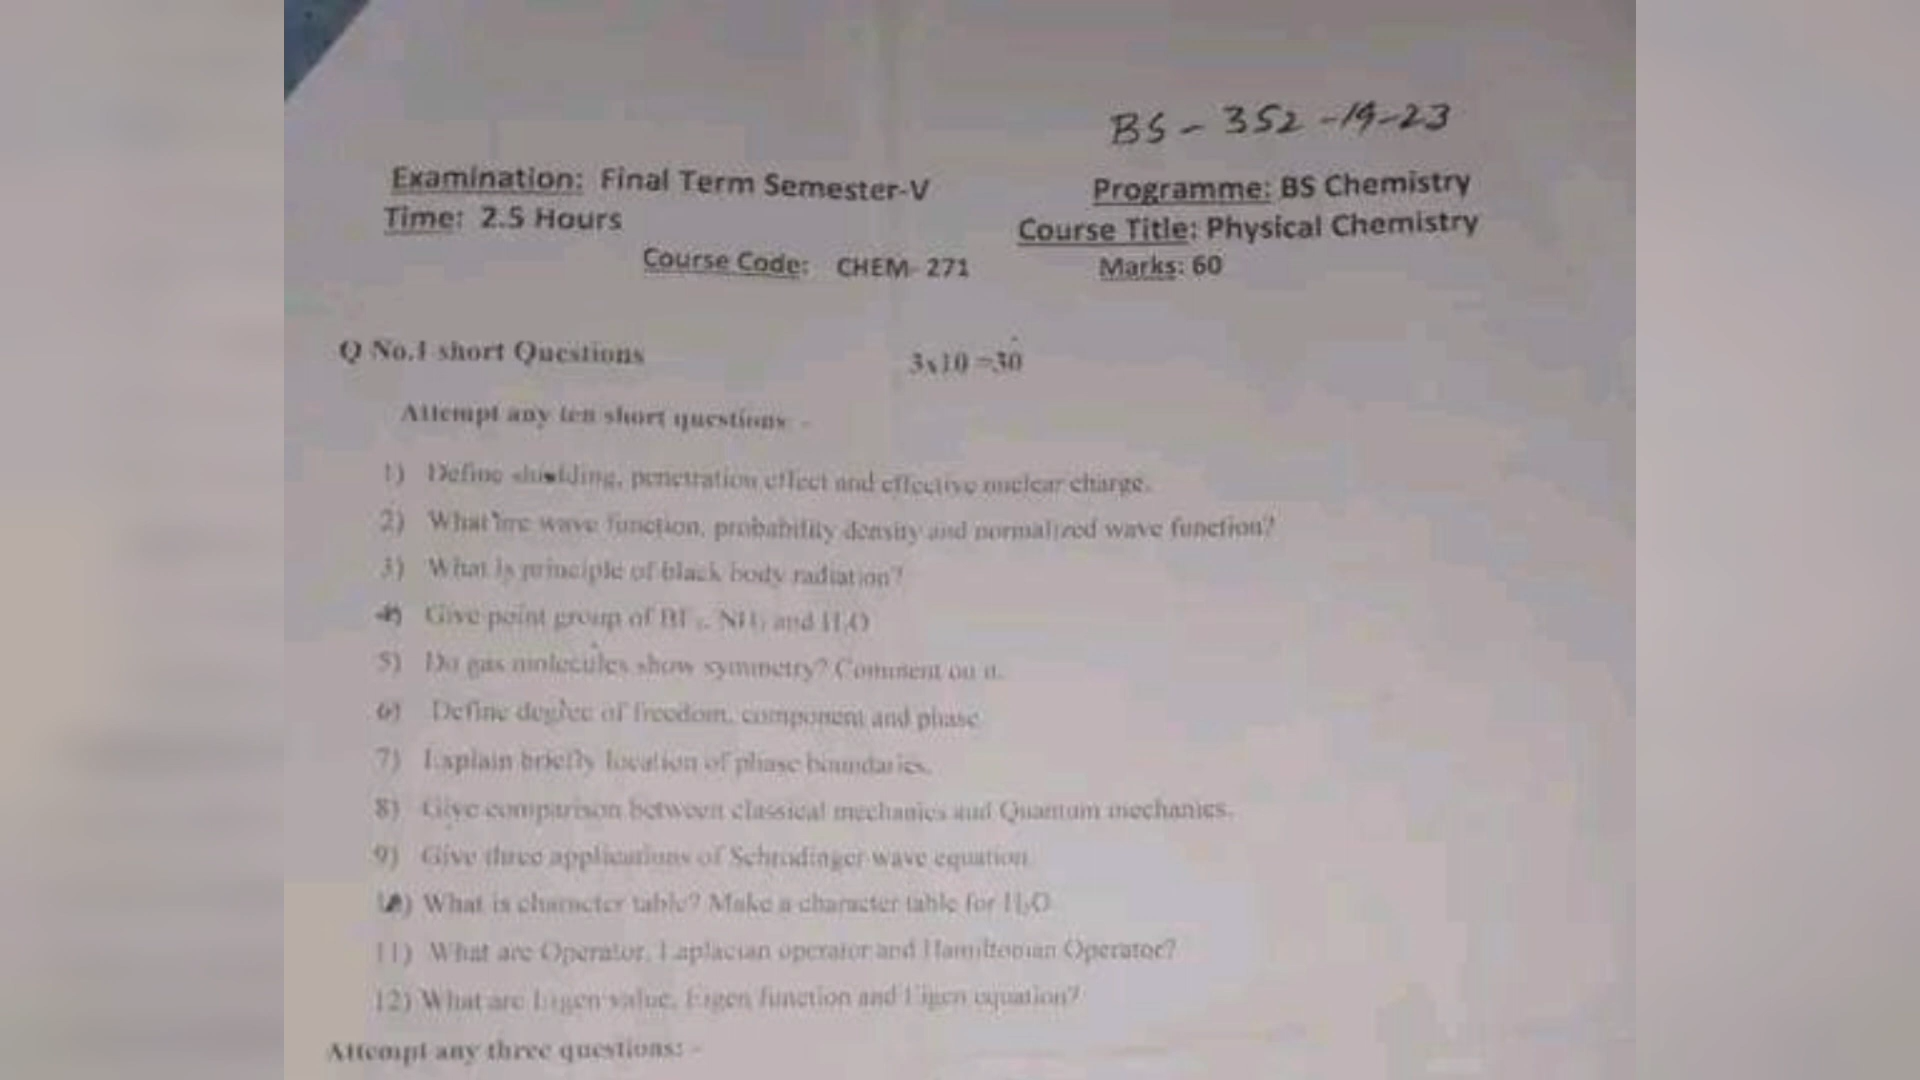 BS - 352 -19-23
Examination: Final Term Semester-V
Programme: BS Chemistry
Time: 2.5 Hours
Course Title: Physical Chemistry
Course Code: CHEM- 271
Marks: 60
Q No.1 short Questions 3x10 =30
Attempt any ten short questions: -
1) Define shielding, penetration effect and effective nuclear charge.
2) What are wave function, probability density and normalized wave function?
3) What is principle of black body radiation?
4) Give point group of BF3, NH3 and H2O
5) Do gas molecules show symmetry? Comment on it.
6) Define degree of freedom, component and phase
7) Explain briefly location of phase boundaries.
8) Give comparison between classical mechanics and Quantum mechanics.
9) Give three applications of Schrodinger wave equation
10) What is character table? Make a character table for H2O
11) What are Operator, Laplacian operator and Hamiltonian Operator?
12) What are Eigen value, Eigen function and Eigen equation?
Attempt any three questions: -